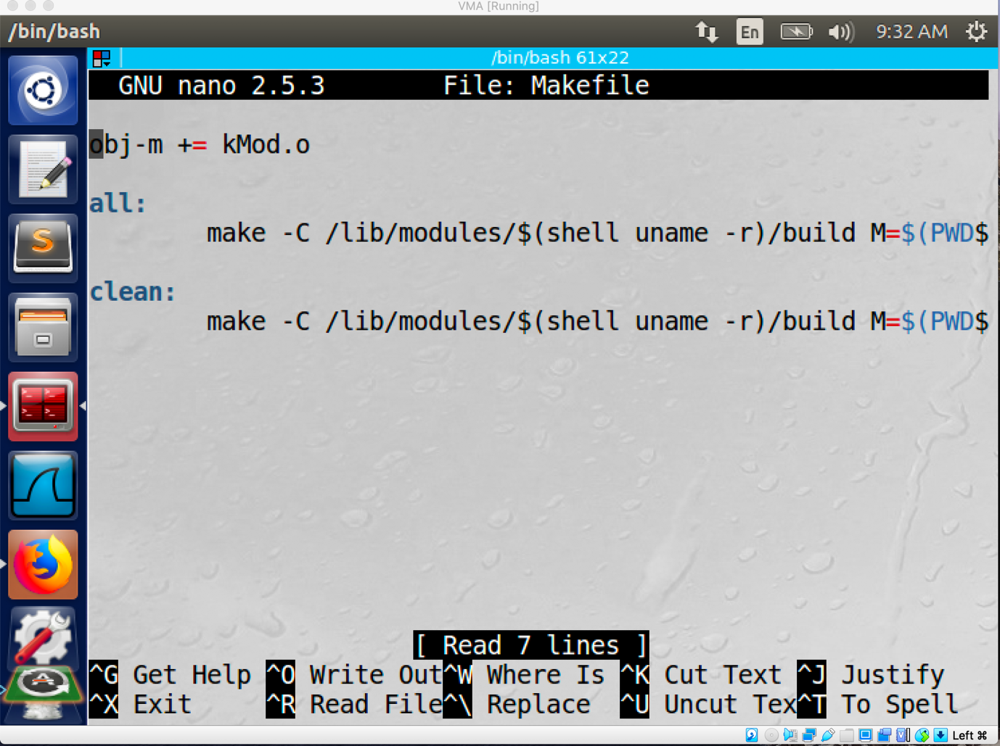 VMA [Running]
/bin/bash
En
9:32 AM
/bin/bash 61x22
GNU nano 2.5.3 File: Makefile
obj-m += kMod.o
all:
make -C /lib/modules/$(shell uname -r)/build M=$(PWD$
clean:
make -C /lib/modules/$(shell uname -r)/build M=$(PWD$
[ Read 7 lines ]
^G Get Help ^O Write Out^W Where Is ^K Cut Text ^J Justify
^X Exit ^R Read File^\ Replace ^U Uncut Tex^T To Spell
Left ⌘